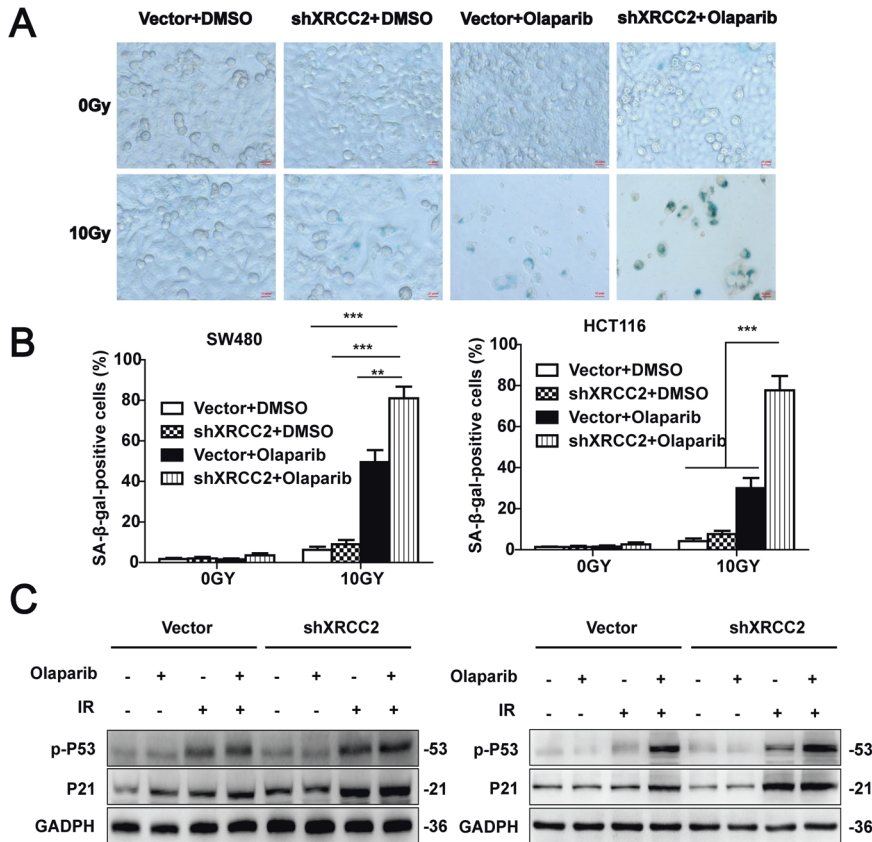 A
Vector+DMSO shXRCC2+DMSO Vector+Olaparib shXRCC2+Olaparib
0Gy
10Gy
B
SW480
SA-β-gal-positive cells (%)
100
80
60
40
20
0
***
***
**
Vector+DMSO
shXRCC2+DMSO
Vector+Olaparib
shXRCC2+Olaparib
0GY 10GY
HCT116
SA-β-gal-positive cells (%)
100
80
60
40
20
0
***
Vector+DMSO
shXRCC2+DMSO
Vector+Olaparib
shXRCC2+Olaparib
0GY 10GY
C
Vector shXRCC2
Olaparib - + - + - + - +
IR - - + + - - + +
p-P53 -53
P21 -21
GADPH -36
Vector shXRCC2
Olaparib - + - + - + - +
IR - - + + - - + +
p-P53 -53
P21 -21
GADPH -36